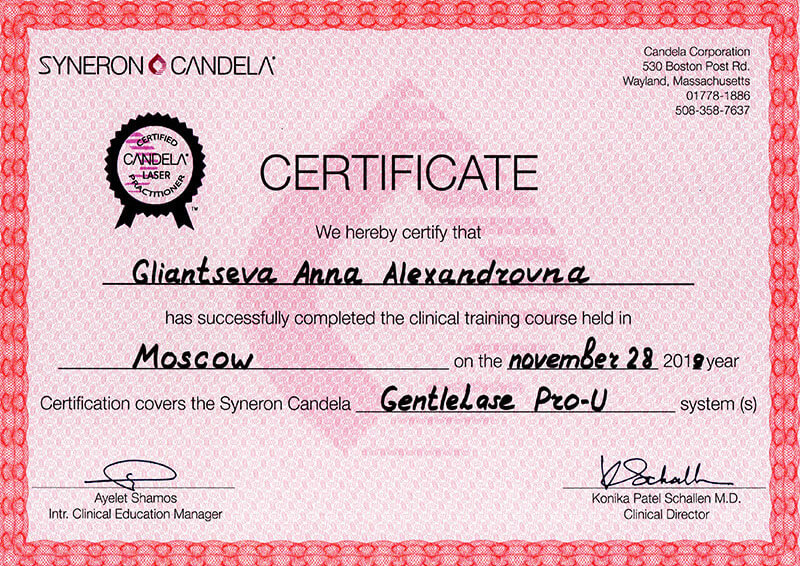 SYNERON CANDELA®
Candela Corporation
530 Boston Post Rd.
Wayland, Massachusetts
01778-1886
508-358-7637
CERTIFIED
CANDELA®
LASER
PRACTITIONER
™
CERTIFICATE
We hereby certify that
Gliantseva Anna Alexandrovna
has successfully completed the clinical training course held in
Moscow on the november 28 2019 year
Certification covers the Syneron Candela GentleLase Pro-U system (s)
Ayelet Shamos
Intr. Clinical Education Manager
KSchall
Konika Patel Schallen M.D.
Clinical Director